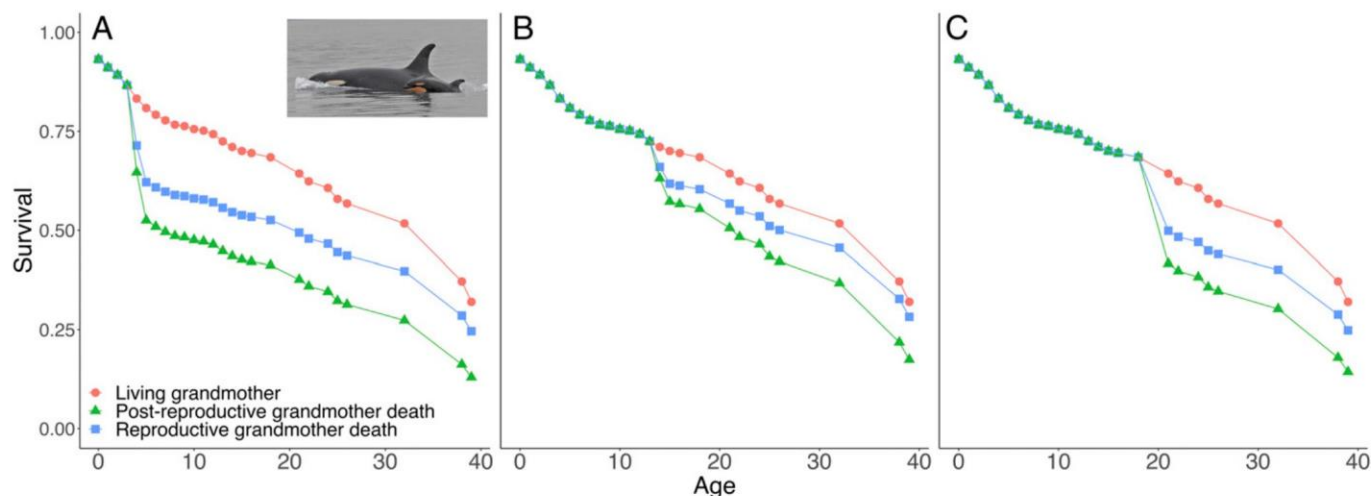 A
B
C
1.00
0.75
0.50
0.25
0.00
Survival
Living grandmother
Post-reproductive grandmother death
Reproductive grandmother death
0 10 20 30 40
0 10 20 30 40
0 10 20 30 40
Age